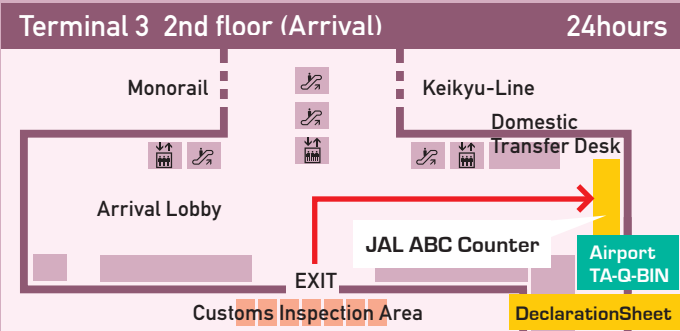 Terminal 3 2nd floor (Arrival)
24hours
Monorail
Keikyu-Line
Domestic
Transfer Desk
Arrival Lobby
JAL ABC Counter
Airport
TA-Q-BIN
EXIT
Customs Inspection Area
DeclarationSheet